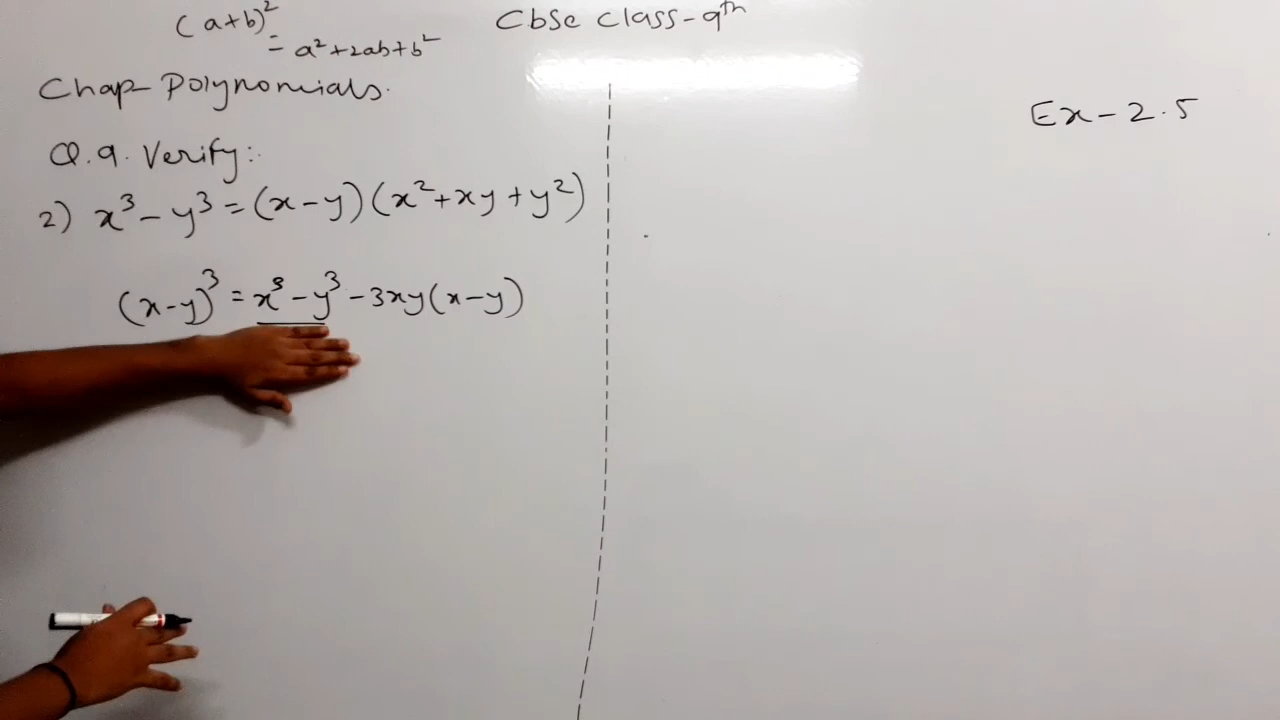 (a+b)²
= a²+2ab+b²
Cbse Class-9th
Chap Polynomials.
Ex-2.5
Q.9. Verify:
2) x³-y³=(x-y)(x²+xy+y²)
(x-y)³=x³-y³-3xy(x-y)